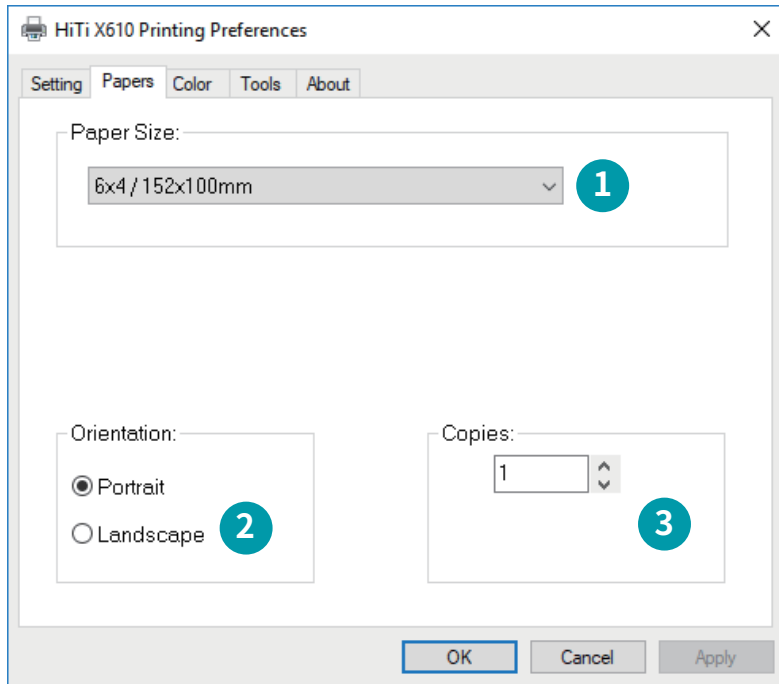 HiTi X610 Printing Preferences
Setting Papers Color Tools About
Paper Size:
6x4 / 152x100mm
1
Orientation:
Portrait
Landscape
2
Copies:
1
3
OK Cancel Apply